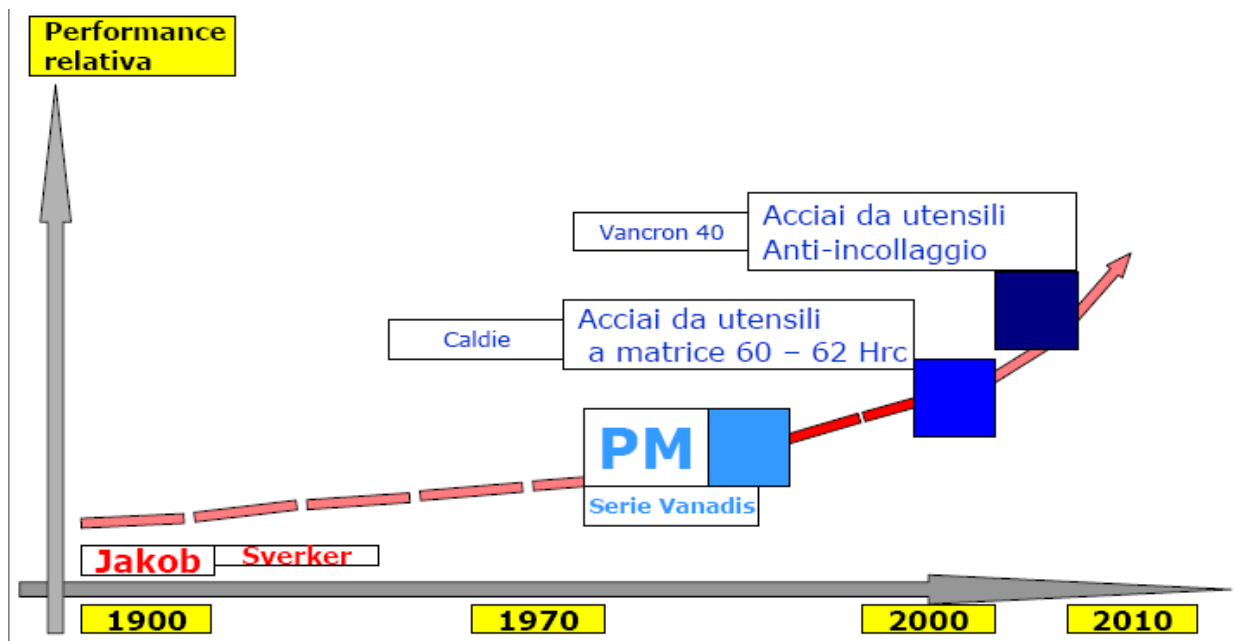 Performance
relativa
Vancron 40
Acciai da utensili
Anti-incollaggio
Caldie
Acciai da utensili
a matrice 60 – 62 Hrc
PM
Serie Vanadis
Jakob
Sverker
1900
1970
2000
2010